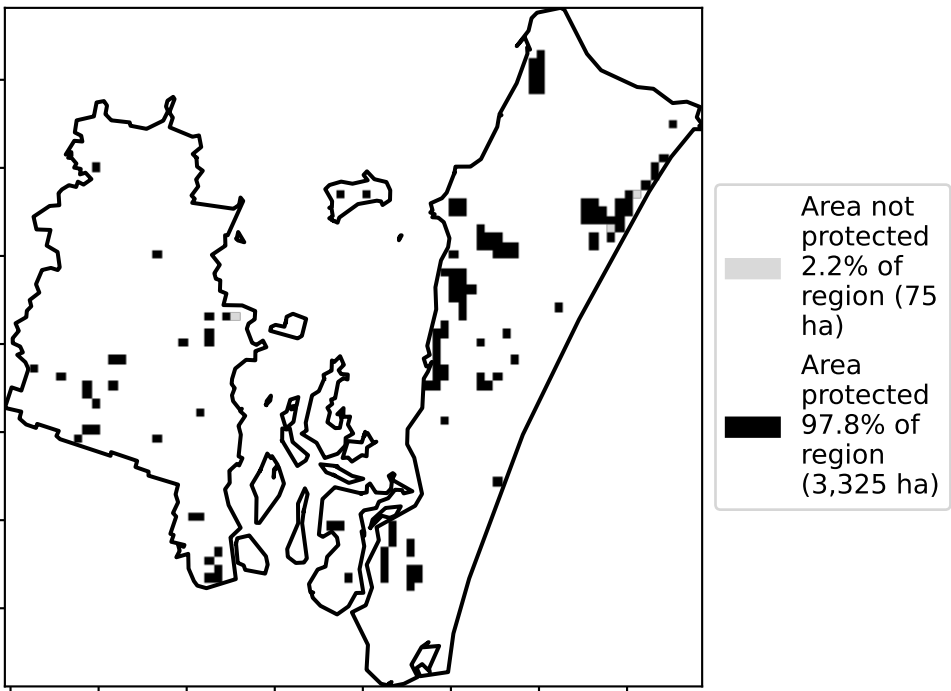 Area not
protected
2.2% of
region (75
ha)
Area
protected
97.8% of
region
(3,325 ha)